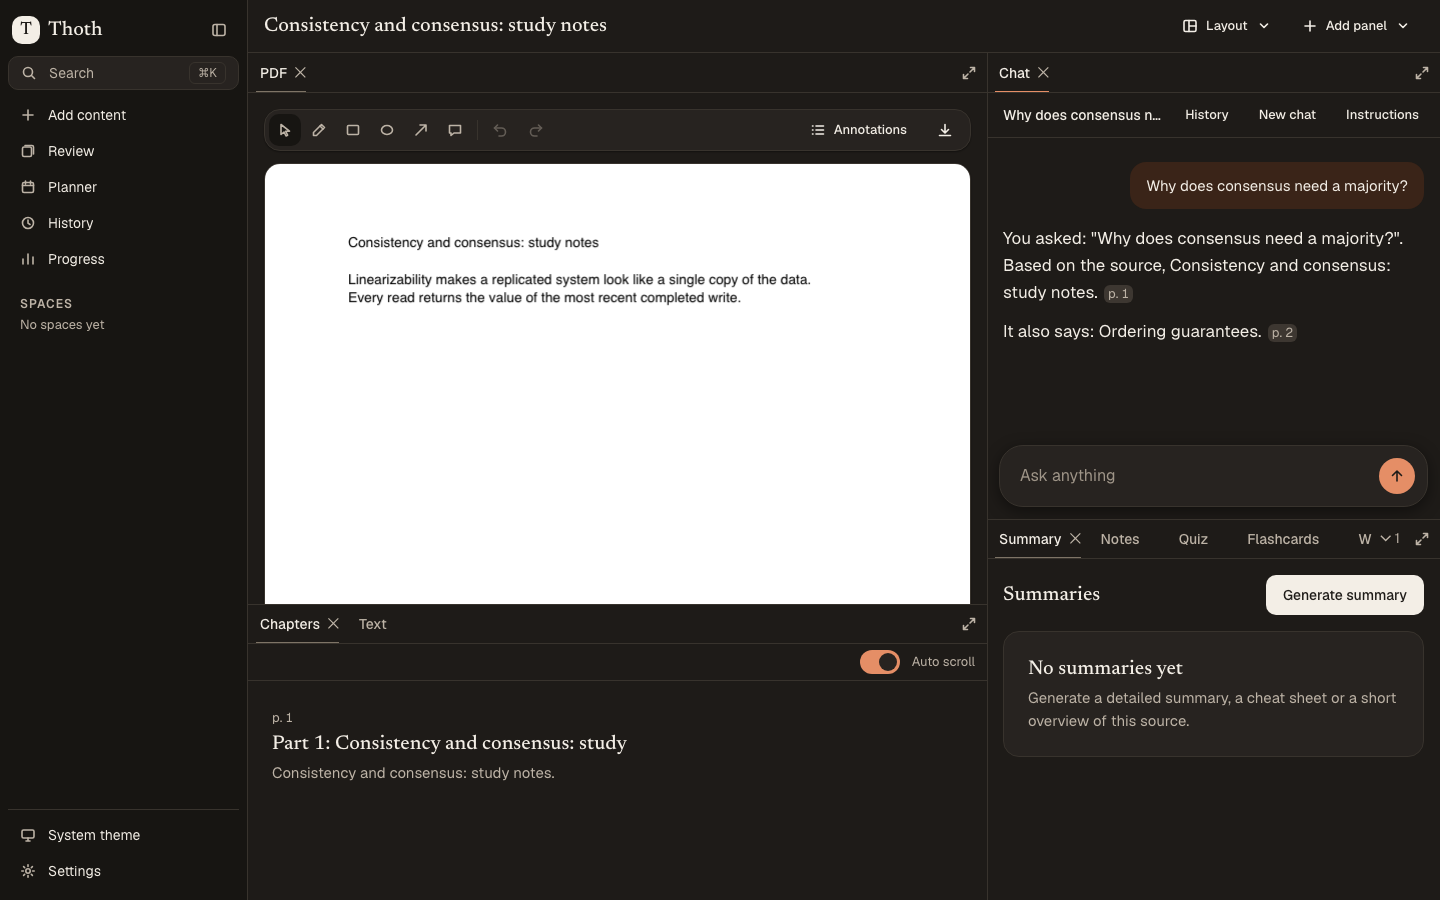 T Thoth
Search ⌘K
Add content
Review
Planner
History
Progress
SPACES
No spaces yet
System theme
Settings
Consistency and consensus: study notes
Layout
Add panel
PDF
Annotations
Consistency and consensus: study notes
Linearizability makes a replicated system look like a single copy of the data.
Every read returns the value of the most recent completed write.
Chapters Text
Auto scroll
p. 1
Part 1: Consistency and consensus: study
Consistency and consensus: study notes.
Chat
Why does consensus n... History New chat Instructions
Why does consensus need a majority?
You asked: "Why does consensus need a majority?".
Based on the source, Consistency and consensus:
study notes. p. 1
It also says: Ordering guarantees. p. 2
Ask anything
Summary Notes Quiz Flashcards W 1
Summaries
Generate summary
No summaries yet
Generate a detailed summary, a cheat sheet or a short
overview of this source.